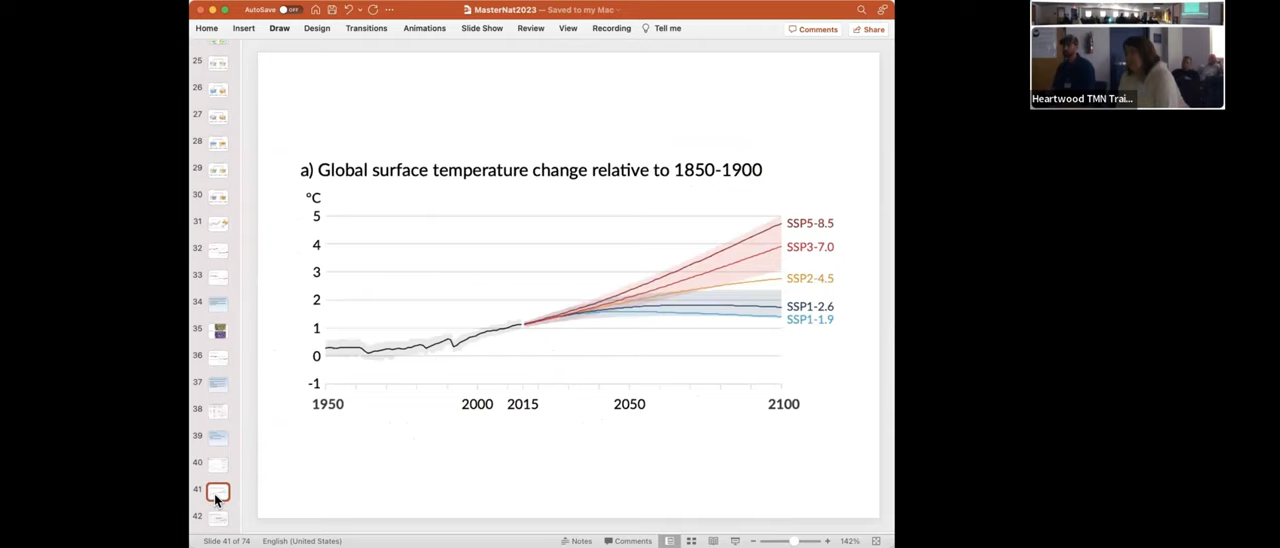 AutoSave OFF
MasterNat2023 — Saved to my Mac
Home Insert Draw Design Transitions Animations Slide Show Review View Recording Tell me
Comments Share
25
26
27
28
29
30
31
32
33
34
35
36
37
38
39
40
41
42
a) Global surface temperature change relative to 1850-1900
°C
5
4
3
2
1
0
-1
SSP5-8.5
SSP3-7.0
SSP2-4.5
SSP1-2.6
SSP1-1.9
1950 2000 2015 2050 2100
Slide 41 of 74 English (United States) Notes Comments 142%
Heartwood TMN Trai...